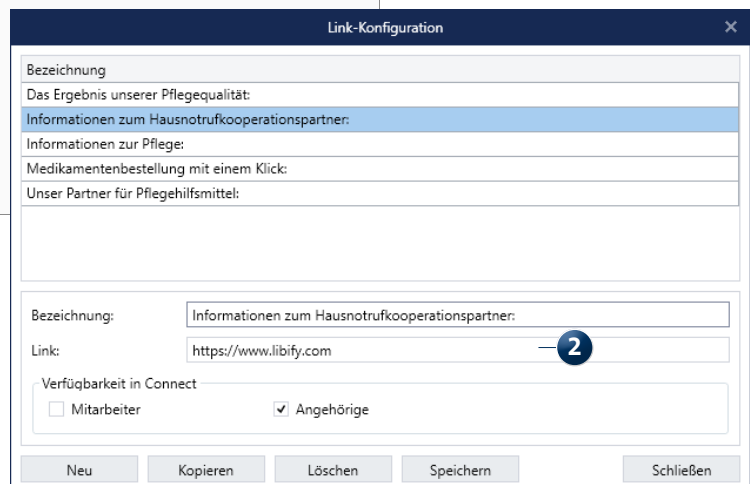 Link-Konfiguration
Bezeichnung
Das Ergebnis unserer Pflegequalität:
Informationen zum Hausnotrufkooperationspartner:
Informationen zur Pflege:
Medikamentenbestellung mit einem Klick:
Unser Partner für Pflegehilfsmittel:
Bezeichnung: Informationen zum Hausnotrufkooperationspartner:
Link: https://www.libify.com 2
Verfügbarkeit in Connect
Mitarbeiter Angehörige
Neu Kopieren Löschen Speichern Schließen